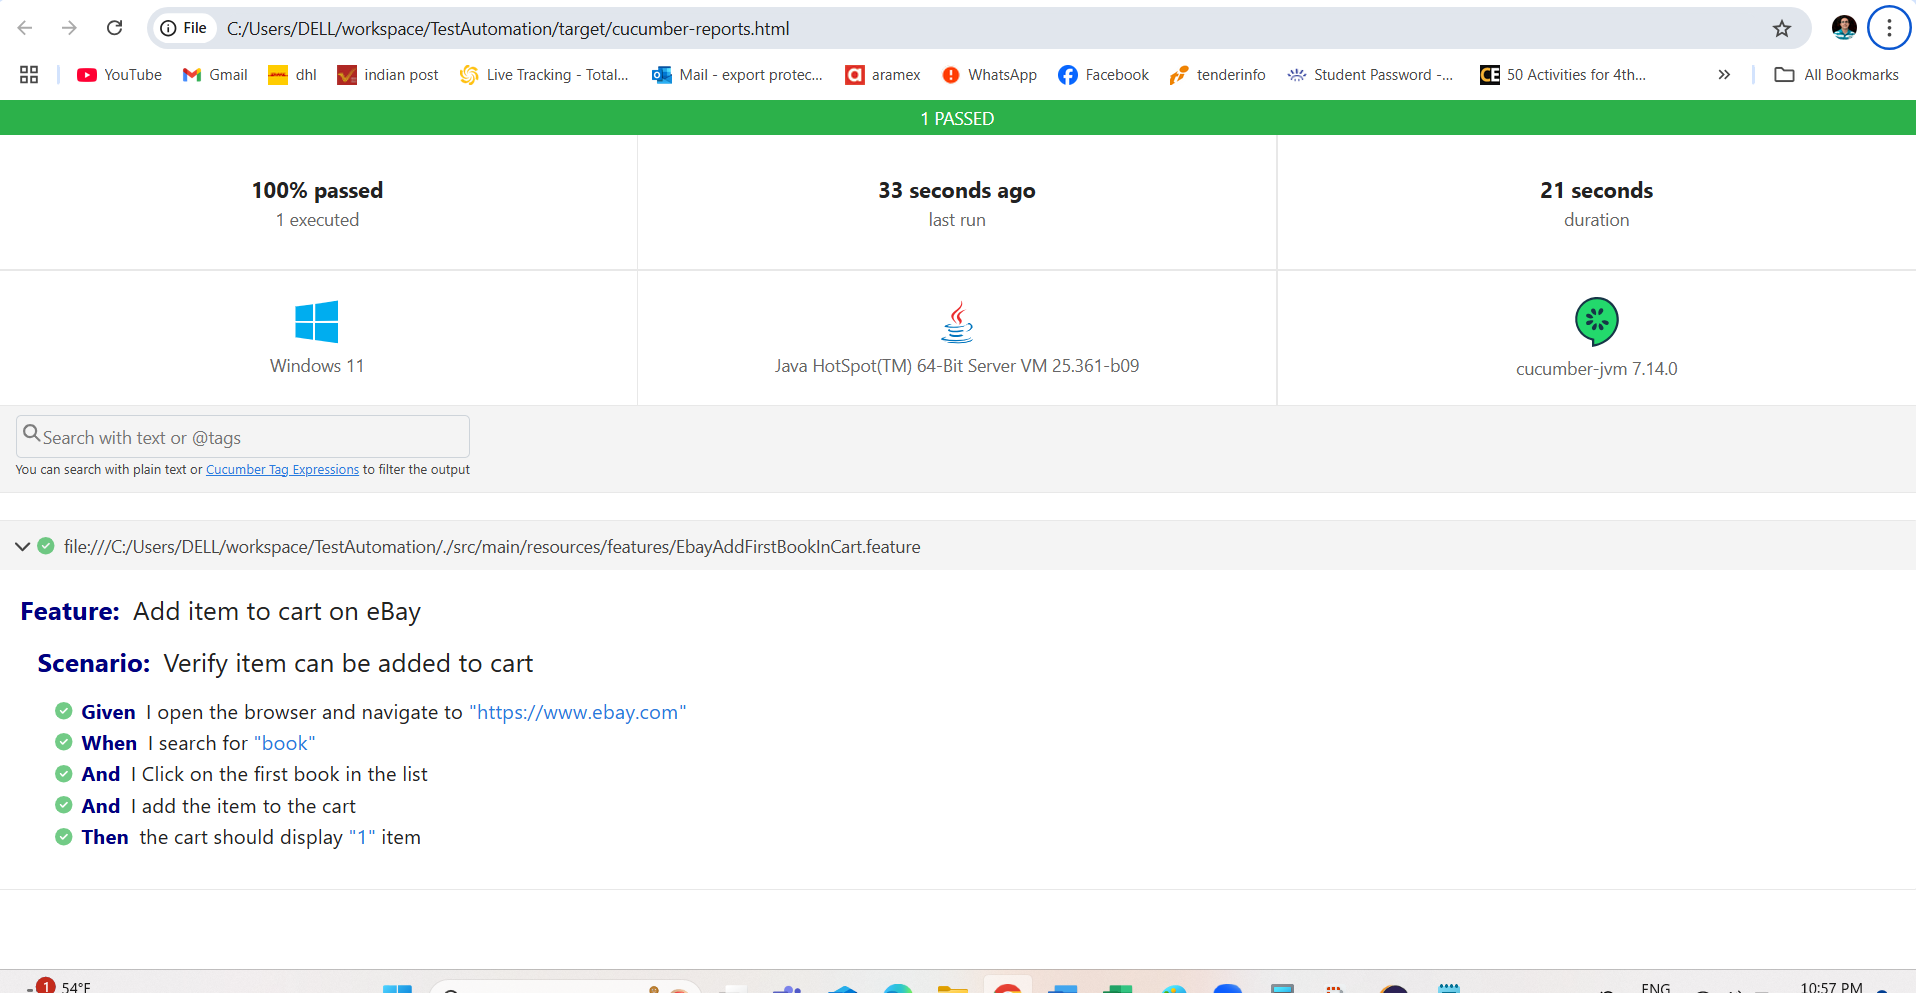 File C:/Users/DELL/workspace/TestAutomation/target/cucumber-reports.html
YouTube Gmail dhl indian post Live Tracking - Total... Mail - export protec... aramex WhatsApp Facebook tenderinfo Student Password -... CE 50 Activities for 4th... All Bookmarks
1 PASSED
100% passed
1 executed
33 seconds ago
last run
21 seconds
duration
Windows 11
Java HotSpot(TM) 64-Bit Server VM 25.361-b09
cucumber-jvm 7.14.0
Search with text or @tags
You can search with plain text or Cucumber Tag Expressions to filter the output
file:///C:/Users/DELL/workspace/TestAutomation/./src/main/resources/features/EbayAddFirstBookInCart.feature
Feature: Add item to cart on eBay
Scenario: Verify item can be added to cart
Given I open the browser and navigate to "https://www.ebay.com"
When I search for "book"
And I Click on the first book in the list
And I add the item to the cart
Then the cart should display "1" item
1 54°F ENG 10:57 PM